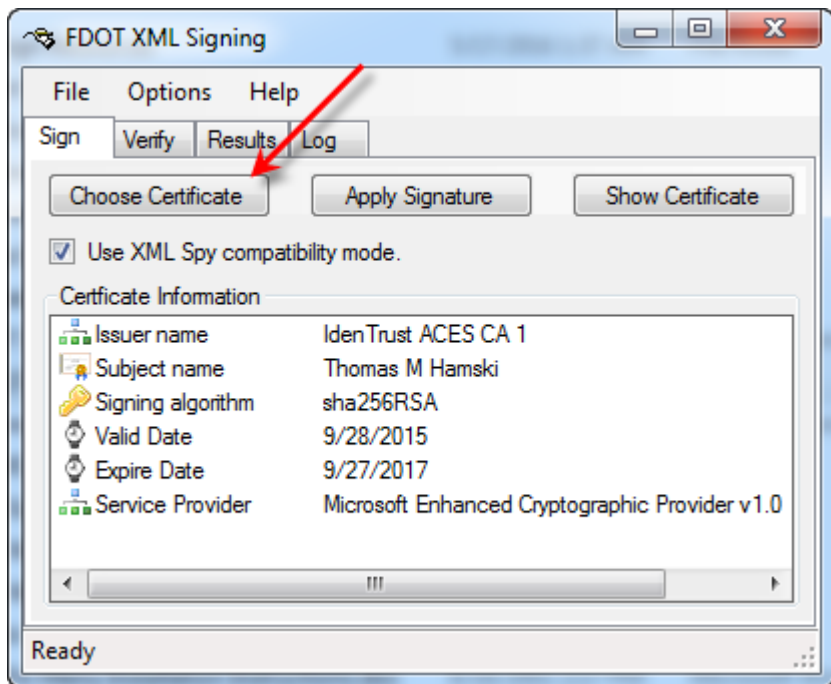 FDOT XML Signing
File Options Help
Sign Verify Results Log
Choose Certificate Apply Signature Show Certificate
Use XML Spy compatibility mode.
Certficate Information
Issuer name IdenTrust ACES CA 1
Subject name Thomas M Hamski
Signing algorithm sha256RSA
Valid Date 9/28/2015
Expire Date 9/27/2017
Service Provider Microsoft Enhanced Cryptographic Provider v1.0
Ready